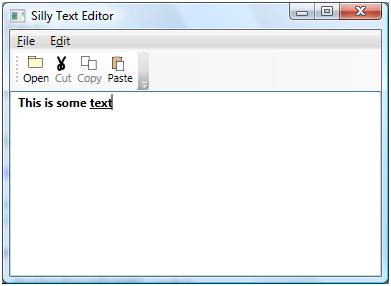 Silly Text Editor
File Edit
Open Cut Copy Paste
This is some text